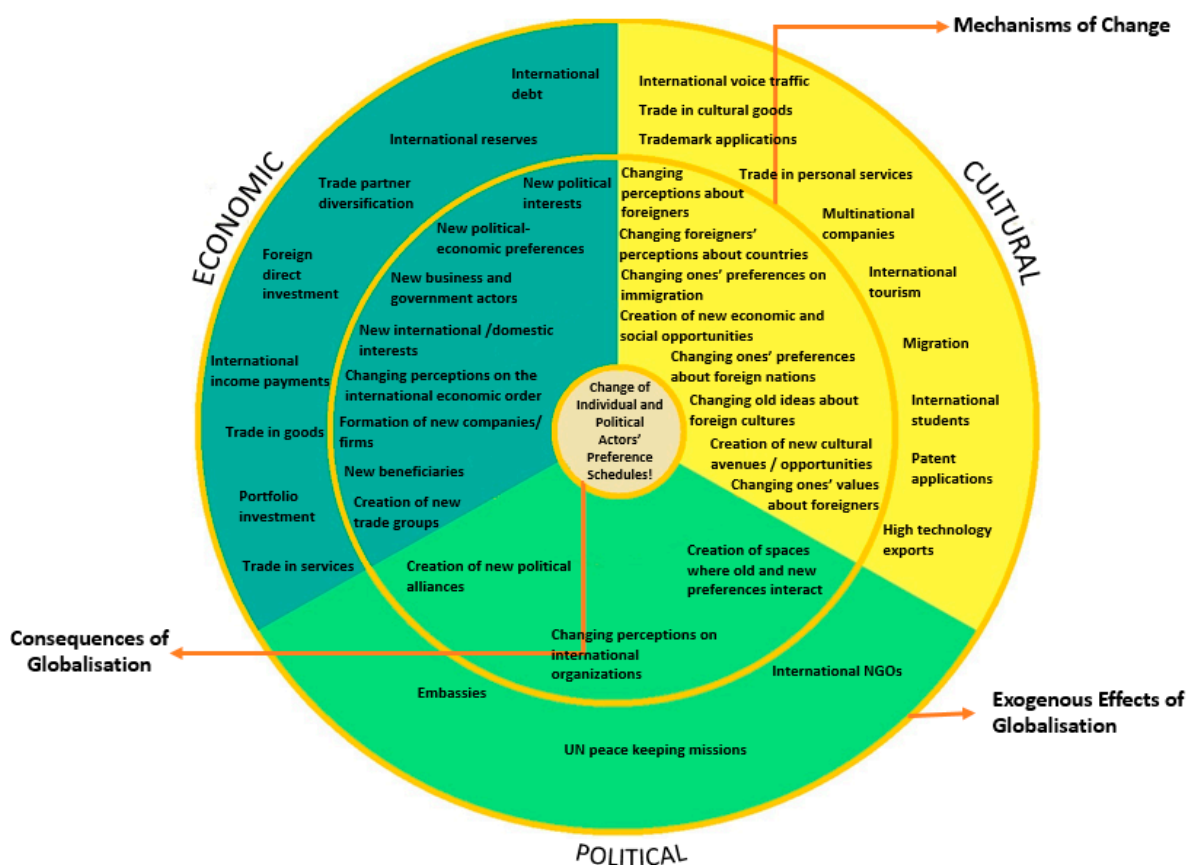 Mechanisms of Change
ECONOMIC
CULTURAL
POLITICAL
International
debt
International reserves
Trade partner
diversification
Foreign
direct
investment
International
income payments
Trade in goods
Portfolio
investment
Trade in services
International voice traffic
Trade in cultural goods
Trademark applications
Trade in personal services
Multinational
companies
International
tourism
Migration
International
students
Patent
applications
High technology
exports
New political
interests
New political-
economic preferences
New business and
government actors
New international /domestic
interests
Changing perceptions on the
international economic order
Formation of new companies/
firms
New beneficiaries
Creation of new
trade groups
Changing
perceptions about
foreigners
Changing foreigners’
perceptions about countries
Changing ones’ preferences on
immigration
Creation of new economic and
social opportunities
Changing ones’ preferences
about foreign nations
Changing old ideas about
foreign cultures
Creation of new cultural
avenues / opportunities
Changing ones’ values
about foreigners
Change of
Individual and
Political
Actors’
Preference
Schedules!
Creation of new political
alliances
Creation of spaces
where old and new
preferences interact
Changing perceptions on
international
organizations
Embassies
International NGOs
UN peace keeping missions
Consequences of
Globalisation
Exogenous Effects of
Globalisation